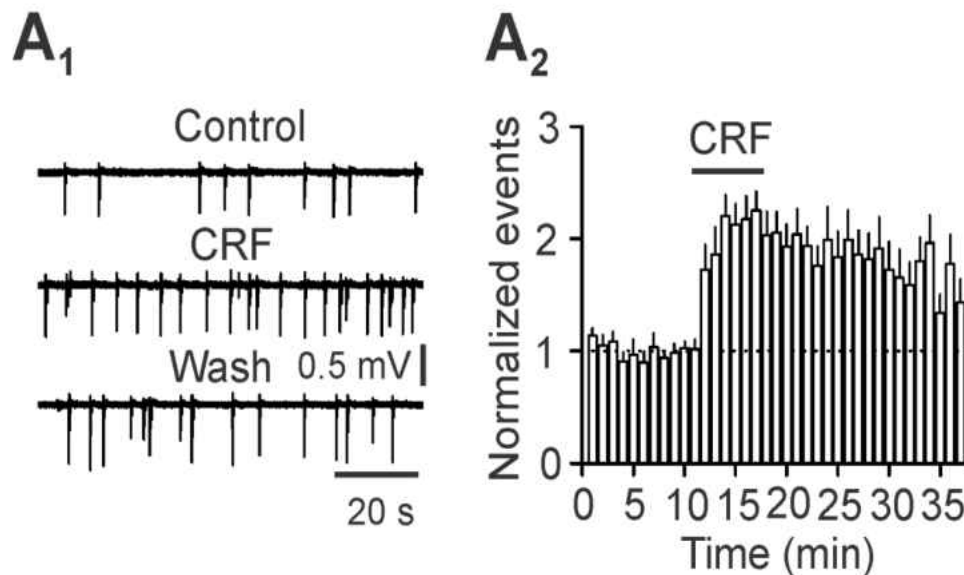 A1
Control
CRF
Wash 0.5 mV
20 s
A2
Normalized events
3
2
1
0
CRF
0 5 10 15 20 25 30 35
Time (min)